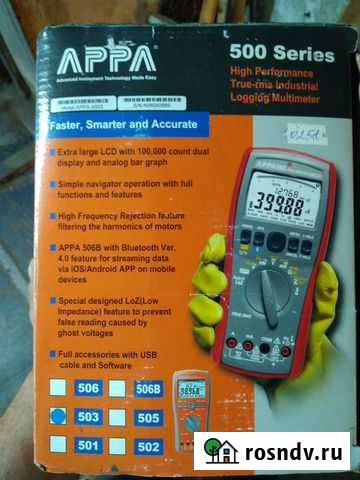 APPA
Advanced Instrument Technology Made Easy
500 Series
High Performance
True-rms Industrial
Logging Multimeter
Faster, Smarter and Accurate
Extra large LCD with 100,000 count dual
display and analog bar graph
Simple navigator operation with full
functions and features
High Frequency Rejection feature
filtering the harmonics of motors
APPA 506B with Bluetooth Ver.
4.0 feature for streaming data
via iOS/Android APP on mobile
devices
Special designed LoZ(Low
Impedance) feature to prevent
false reading caused by
ghost voltages
Full accessories with USB
cable and Software
APPA
12768
399.88
506
506B
503
505
501
502
rosndv.ru